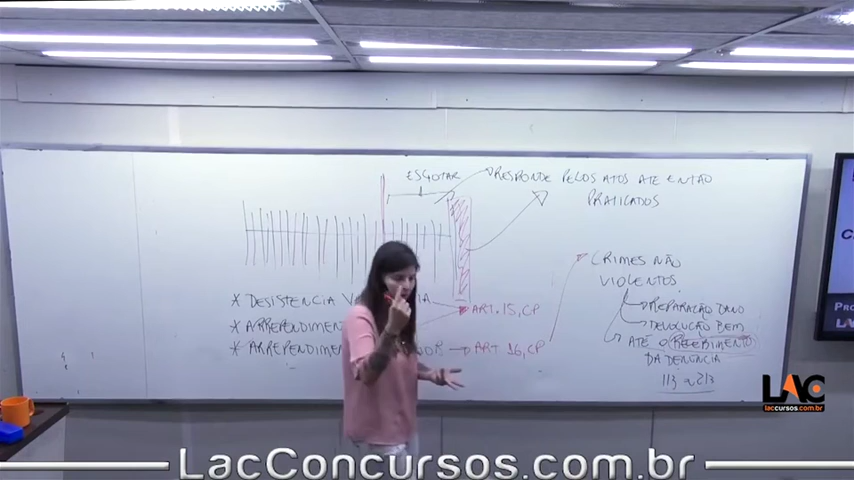 ESGOTAR
RESPONDE PELOS ATOS ATÉ ENTÃO
PRATICADOS
CRIMES NÃO
VIOLENTOS
* DESISTÊNCIA
ART. 15, CP
REPARAÇÃO DANO
DEVOLUÇÃO BEM
* ARREPENDIMEN
* ARREPENDIMEN
ART 16, CP
ATÉ O RECEBIMENTO
DA DENÚNCIA
1/3 a 2/3
LAC
laccursos.com.br
LacConcursos.com.br